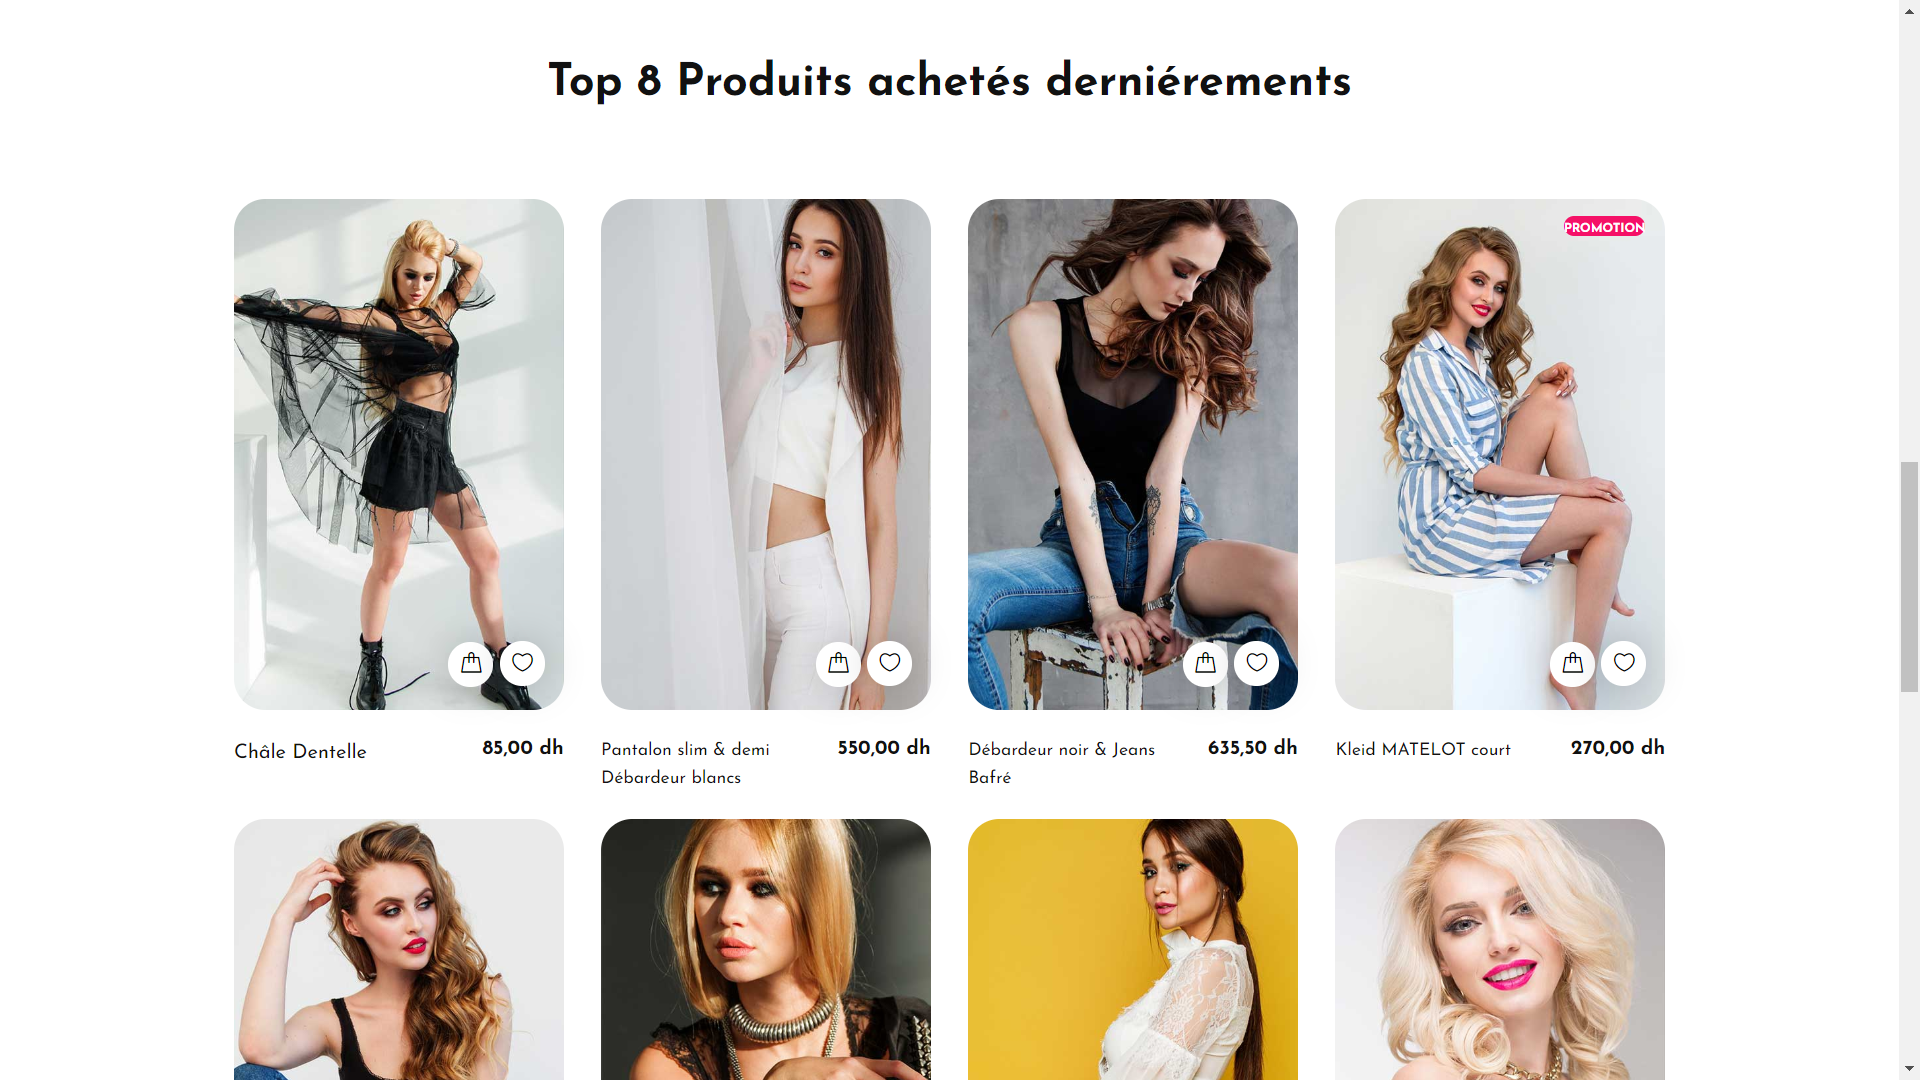 Top 8 Produits achetés derniérements
PROMOTION
Châle Dentelle
85,00 dh
Pantalon slim & demi
Débardeur blancs
550,00 dh
Débardeur noir & Jeans
Bafré
635,50 dh
Kleid MATELOT court
270,00 dh